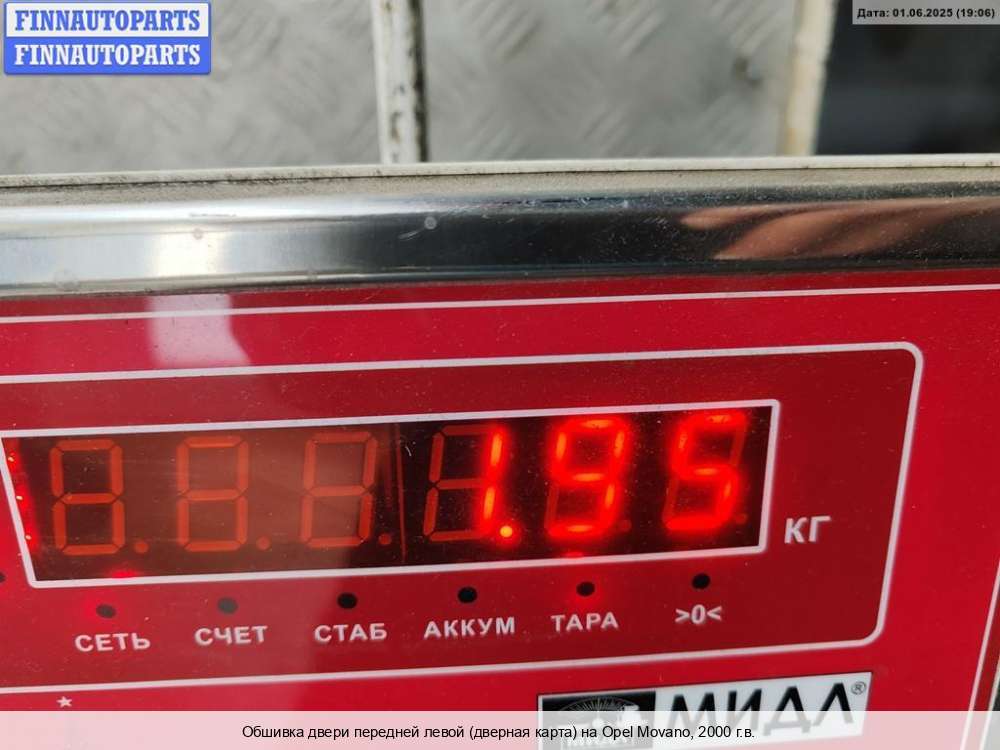 FINNAUTOPARTS
FINNAUTOPARTS
Дата: 01.06.2025 (19:06)
1.95
КГ
СЕТЬ СЧЕТ СТАБ АККУМ ТАРА >0<
МИДЛ®
Обшивка двери передней левой (дверная карта) на Opel Movano, 2000 г.в.